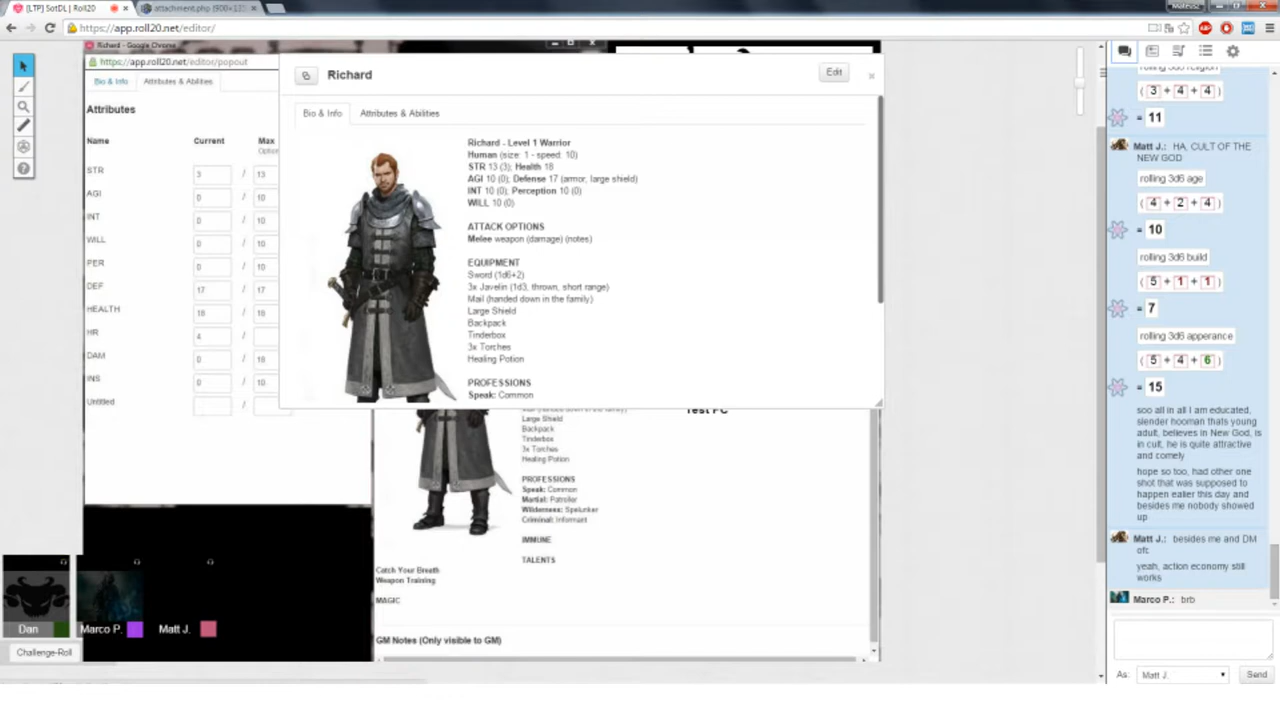 [LTP] SotDL | Roll20
attachment.php (900×13
Mateusz
https://app.roll20.net/editor/
Richard - Google Chrome
https://app.roll20.net/editor/popout
Bio & Info
Attributes & Abilities
Attributes
Name
Current
Max
STR
3
/
13
AGI
0
/
10
INT
0
/
10
WILL
0
/
10
PER
0
/
10
DEF
17
/
17
HEALTH
18
/
18
HR
4
/
DAM
0
/
18
INS
0
/
10
Untitled
/
Richard
Edit
Bio & Info
Attributes & Abilities
Richard - Level 1 Warrior
Human (size: 1 - speed: 10)
STR 13 (3); Health 18
AGI 10 (0); Defense 17 (armor, large shield)
INT 10 (0); Perception 10 (0)
WILL 10 (0)
ATTACK OPTIONS
Melee weapon (damage) (notes)
EQUIPMENT
Sword (1d6+2)
3x Javelin (1d3, thrown, short range)
Mail (handed down in the family)
Large Shield
Backpack
Tinderbox
3x Torches
Healing Potion
PROFESSIONS
Speak: Common
Large Shield
Backpack
Tinderbox
3x Torches
Healing Potion
PROFESSIONS
Speak: Common
Martial: Patroller
Wilderness: Spelunker
Criminal: Informant
IMMUNE
TALENTS
Catch Your Breath
Weapon Training
MAGIC
GM Notes (Only visible to GM)
Test PC
Dan
Marco P.
Matt J.
Challenge-Roll
rolling 3d6 religion
( 3 + 4 + 4 )
= 11
Matt J.: HA, CULT OF THE
NEW GOD
rolling 3d6 age
( 4 + 2 + 4 )
= 10
rolling 3d6 build
( 5 + 1 + 1 )
= 7
rolling 3d6 apperance
( 5 + 4 + 6 )
= 15
soo all in all I am educated,
slender hooman thats young
adult, believes in New God, is
in cult, he is quite attractive
and comely
hope so too, had other one
shot that was supposed to
happen ealier this day and
besides me nobody showed
up
Matt J.: besides me and DM
ofc
yeah, action economy still
works
Marco P.: brb
As:
Matt J.
Send